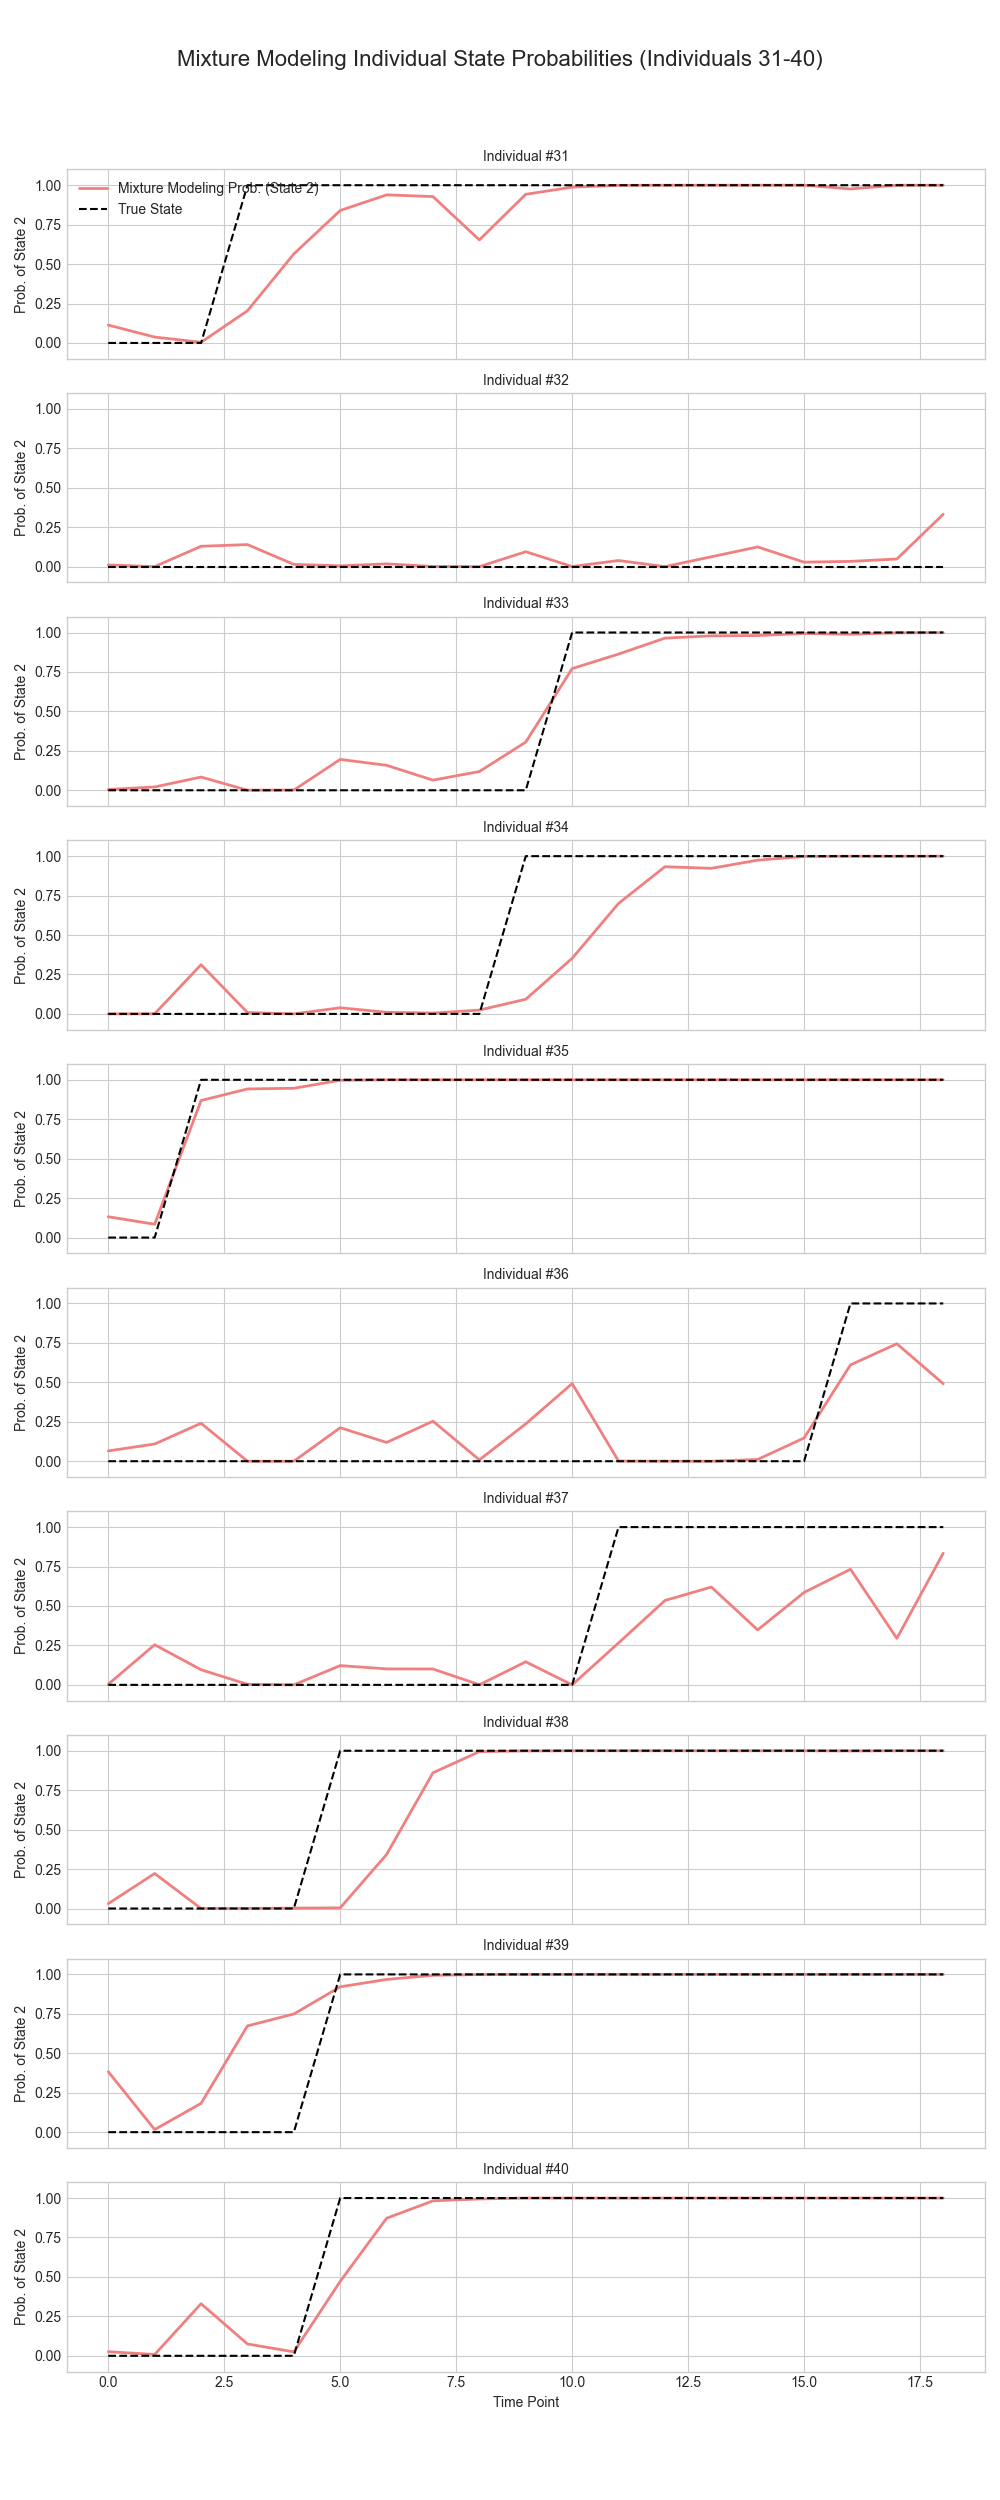 Mixture Modeling Individual State Probabilities (Individuals 31-40)
Individual #31
Mixture Modeling Prob. (State 2)
True State
1.00
0.75
0.50
0.25
0.00
Prob. of State 2
Individual #32
1.00
0.75
0.50
0.25
0.00
Prob. of State 2
Individual #33
1.00
0.75
0.50
0.25
0.00
Prob. of State 2
Individual #34
1.00
0.75
0.50
0.25
0.00
Prob. of State 2
Individual #35
1.00
0.75
0.50
0.25
0.00
Prob. of State 2
Individual #36
1.00
0.75
0.50
0.25
0.00
Prob. of State 2
Individual #37
1.00
0.75
0.50
0.25
0.00
Prob. of State 2
Individual #38
1.00
0.75
0.50
0.25
0.00
Prob. of State 2
Individual #39
1.00
0.75
0.50
0.25
0.00
Prob. of State 2
Individual #40
1.00
0.75
0.50
0.25
0.00
Prob. of State 2
0.0 2.5 5.0 7.5 10.0 12.5 15.0 17.5
Time Point